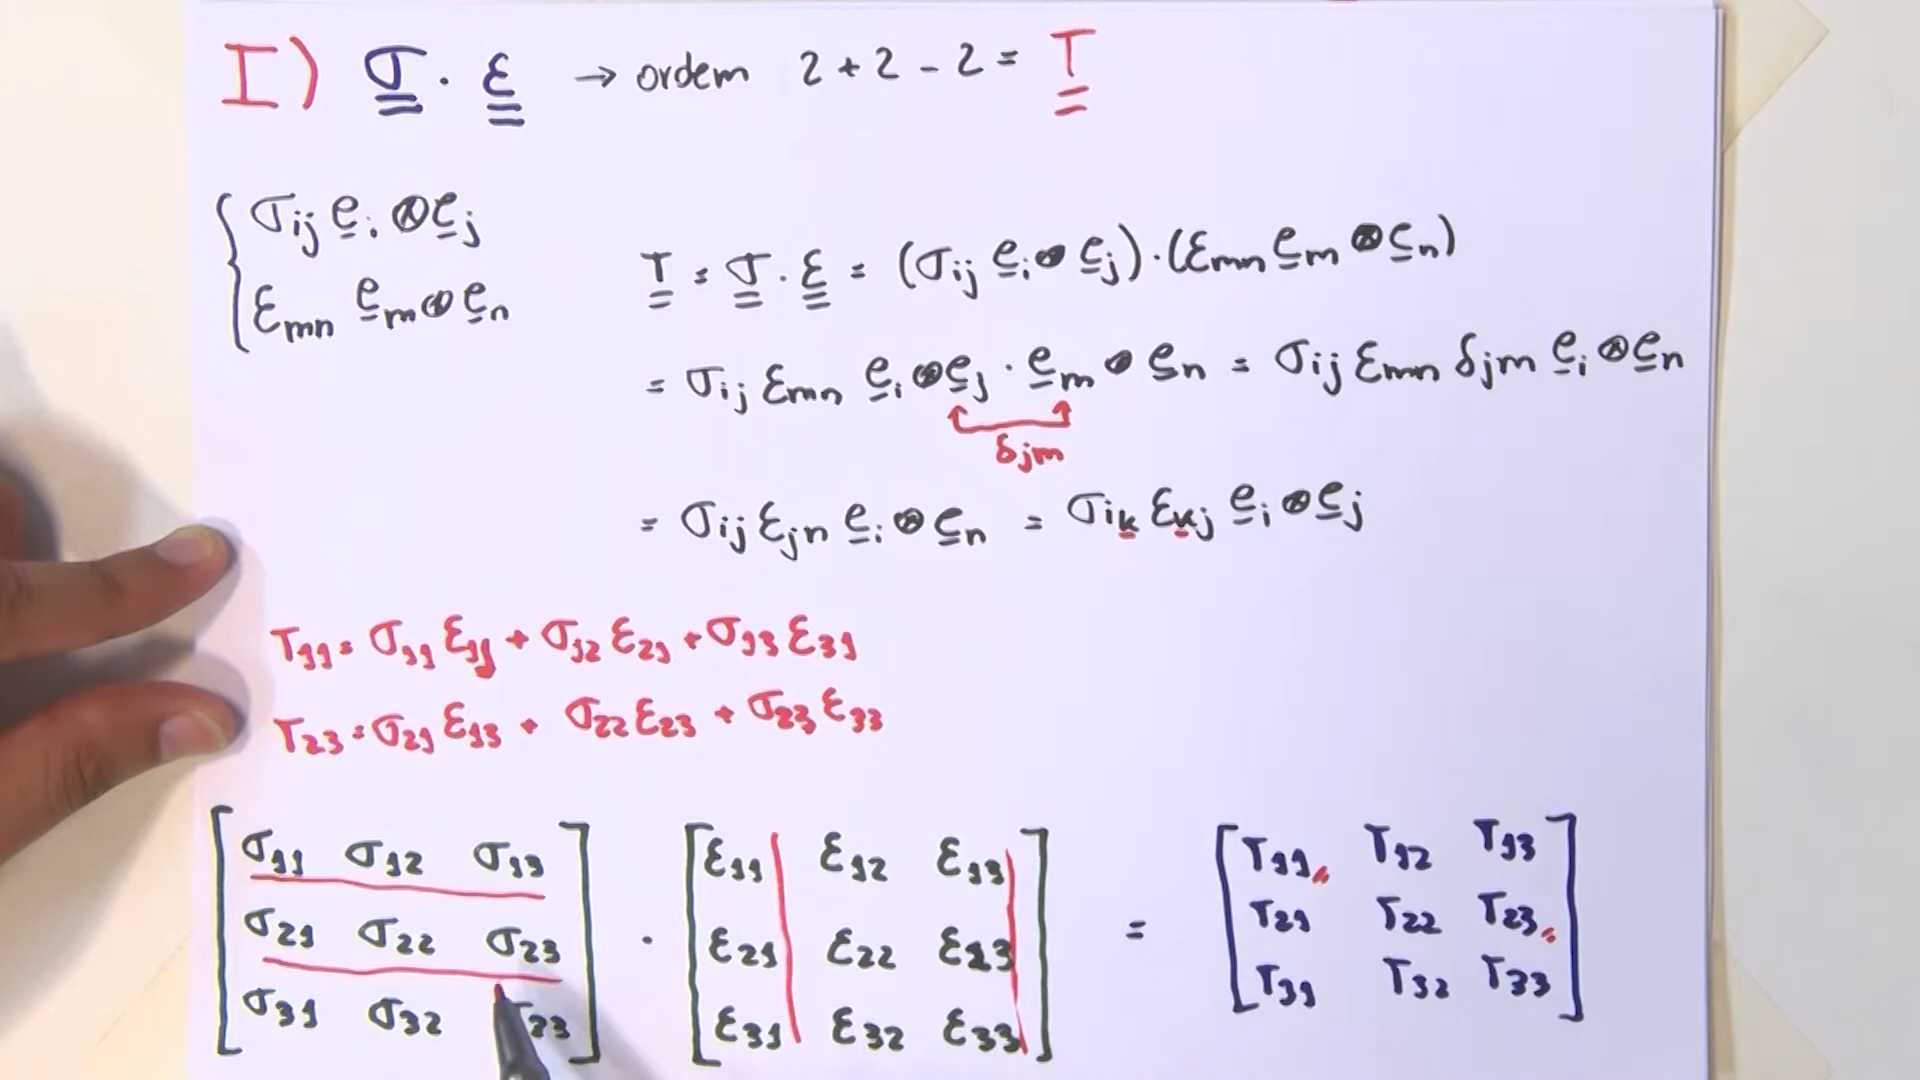 I) σ · ε → ordem 2 + 2 - 2 = T
{ σij ei ⊗ ej
εmn em ⊗ en
T = σ · ε = (σij ei ⊗ ej) · (εmn em ⊗ en)
= σij εmn ei ⊗ ej · em ⊗ en = σij εmn δjm ei ⊗ en
δjm
= σij εjn ei ⊗ en = σik εkj ei ⊗ ej
T11 = σ11 ε11 + σ12 ε21 + σ13 ε31
T23 = σ21 ε13 + σ22 ε23 + σ23 ε33
[ σ11 σ12 σ13 ] [ ε11 ε12 ε13 ] [ T11 T12 T13 ]
[ σ21 σ22 σ23 ] · [ ε21 ε22 ε23 ] = [ T21 T22 T23 ]
[ σ31 σ32 33 ] [ ε31 ε32 ε33 ] [ T31 T32 T33 ]